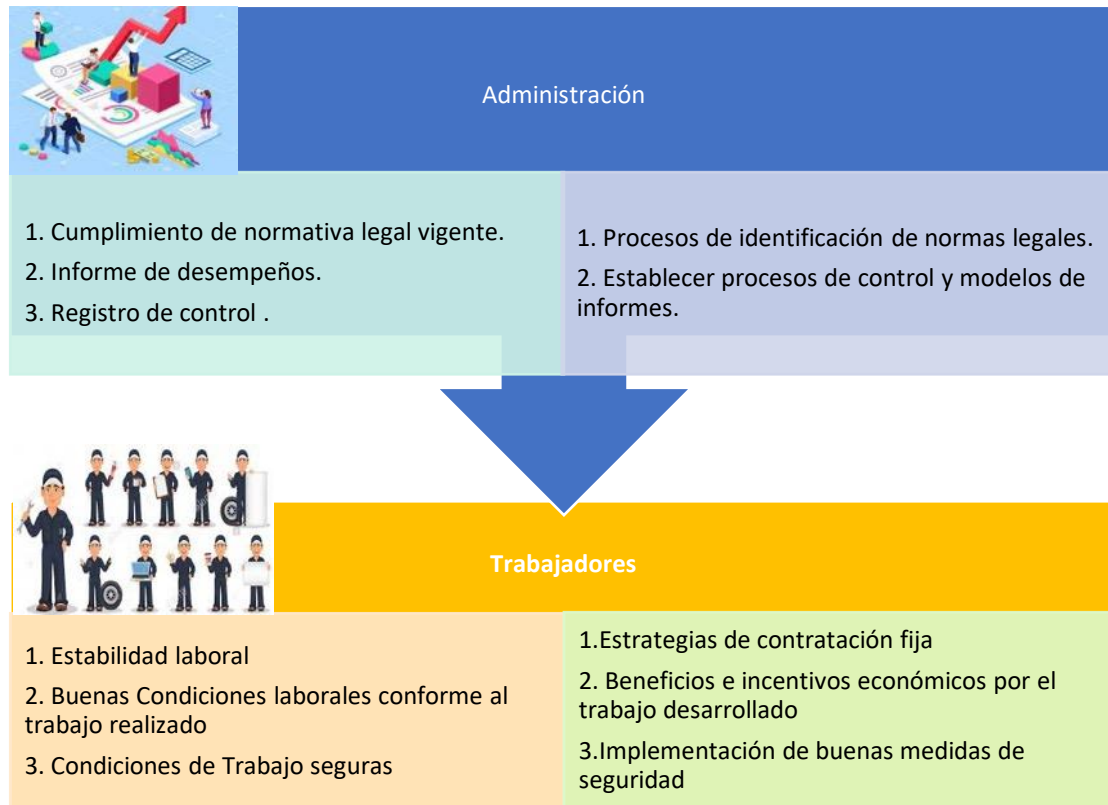 Administración
1. Cumplimiento de normativa legal vigente.
2. Informe de desempeños.
3. Registro de control .
1. Procesos de identificación de normas legales.
2. Establecer procesos de control y modelos de
informes.
Trabajadores
1. Estabilidad laboral
2. Buenas Condiciones laborales conforme al
trabajo realizado
3. Condiciones de Trabajo seguras
1.Estrategias de contratación fija
2. Beneficios e incentivos económicos por el
trabajo desarrollado
3.Implementación de buenas medidas de
seguridad